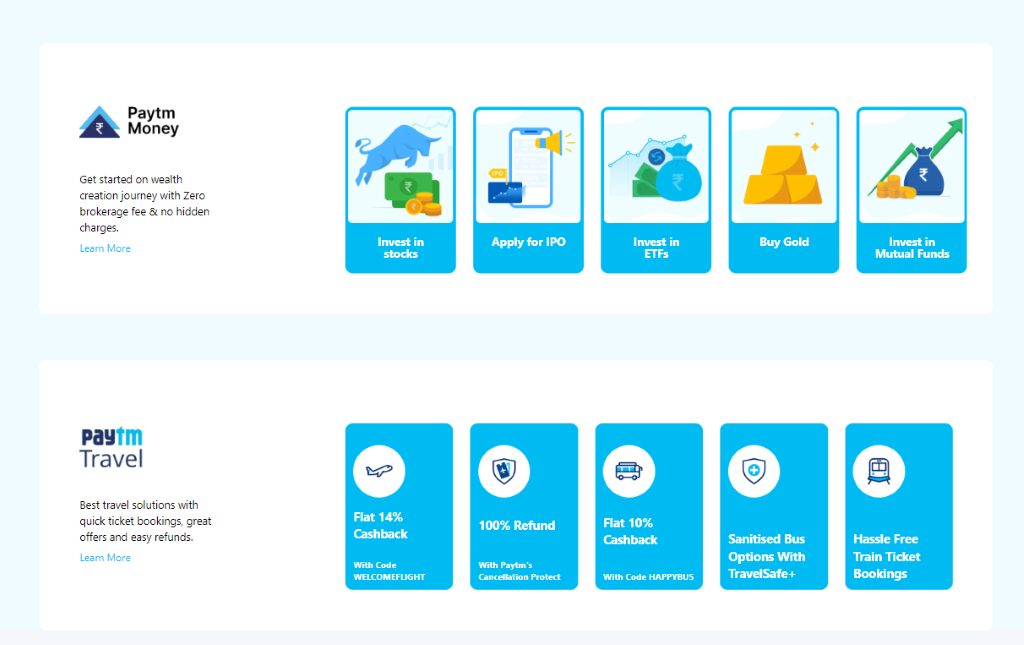 Paytm
Money
Get started on wealth
creation journey with Zero
brokerage fee & no hidden
charges.
Learn More
Invest in
stocks
IPO
Apply for IPO
Invest in
ETFs
Buy Gold
₹
Invest in
Mutual Funds
paytm
Travel
Best travel solutions with
quick ticket bookings, great
offers and easy refunds.
Learn More
Flat 14%
Cashback
With Code
WELCOMEFLIGHT
100% Refund
With Paytm's
Cancellation Protect
Flat 10%
Cashback
With Code HAPPYBUS
Sanitised Bus
Options With
TravelSafe+
Hassle Free
Train Ticket
Bookings